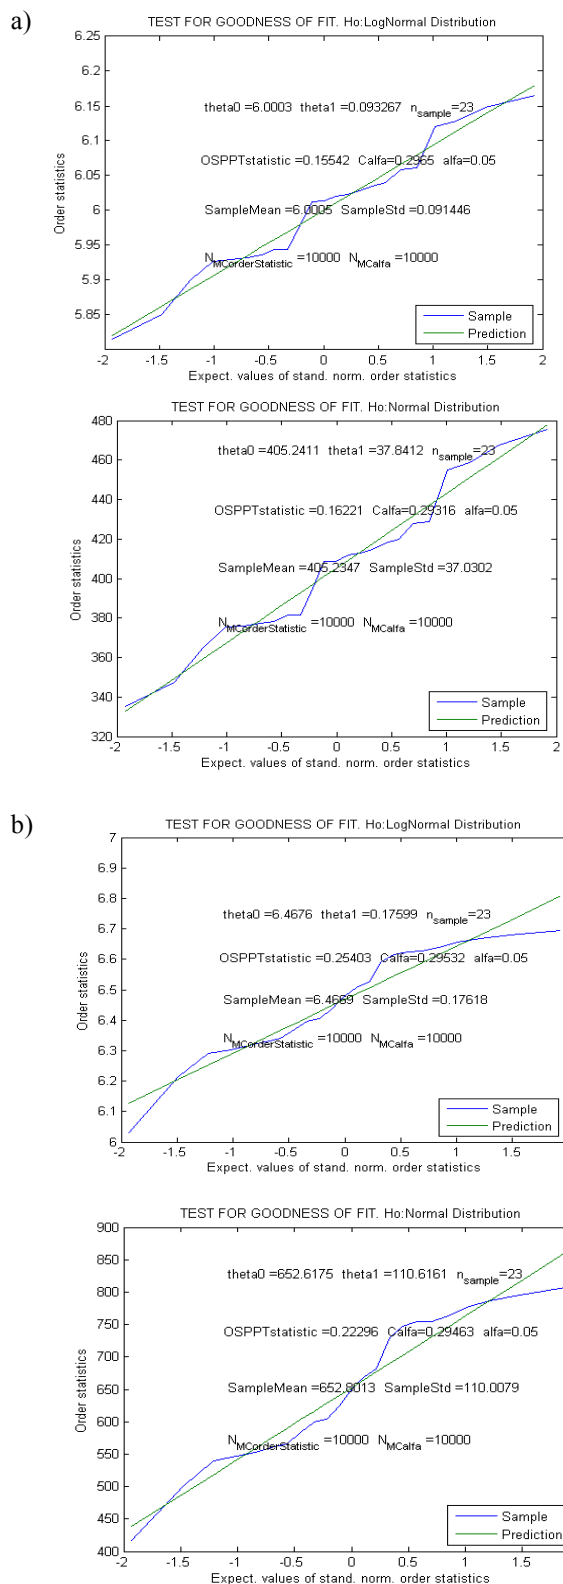 a)
TEST FOR GOODNESS OF FIT. Ho:LogNormal Distribution
6.25
6.2
6.15
6.1
6.05
6
5.95
5.9
5.85
Order statistics
theta0 =6.0003 theta1 =0.093267 n_sample=23
OSPPTstatistic =0.15542 Calfa=0.2965 alfa=0.05
SampleMean =6.0005 SampleStd =0.091446
N_MCorderStatistic =10000 N_MCalfa =10000
Sample
Prediction
-2 -1.5 -1 -0.5 0 0.5 1 1.5 2
Expect. values of stand. norm. order statistics
TEST FOR GOODNESS OF FIT. Ho:Normal Distribution
480
460
440
420
400
380
360
340
320
Order statistics
theta0 =405.2411 theta1 =37.8412 n_sample=23
OSPPTstatistic =0.16221 Calfa=0.29316 alfa=0.05
SampleMean =405.2347 SampleStd =37.0302
N_MCorderStatistic =10000 N_MCalfa =10000
Sample
Prediction
-2 -1.5 -1 -0.5 0 0.5 1 1.5 2
Expect. values of stand. norm. order statistics
b)
TEST FOR GOODNESS OF FIT. Ho:LogNormal Distribution
7
6.9
6.8
6.7
6.6
6.5
6.4
6.3
6.2
6.1
6
Order statistics
theta0 =6.4676 theta1 =0.17599 n_sample=23
OSPPTstatistic =0.25403 Calfa=0.29532 alfa=0.05
SampleMean =6.4669 SampleStd =0.17618
N_MCorderStatistic =10000 N_MCalfa =10000
Sample
Prediction
-2 -1.5 -1 -0.5 0 0.5 1 1.5
Expect. values of stand. norm. order statistics
TEST FOR GOODNESS OF FIT. Ho:Normal Distribution
900
850
800
750
700
650
600
550
500
450
400
Order statistics
theta0 =652.6175 theta1 =110.6161 n_sample=23
OSPPTstatistic =0.22296 Calfa=0.29463 alfa=0.05
SampleMean =652.8013 SampleStd =110.0079
N_MCorderStatistic =10000 N_MCalfa =10000
Sample
Prediction
-2 -1.5 -1 -0.5 0 0.5 1 1.5
Expect. values of stand. norm. order statistics